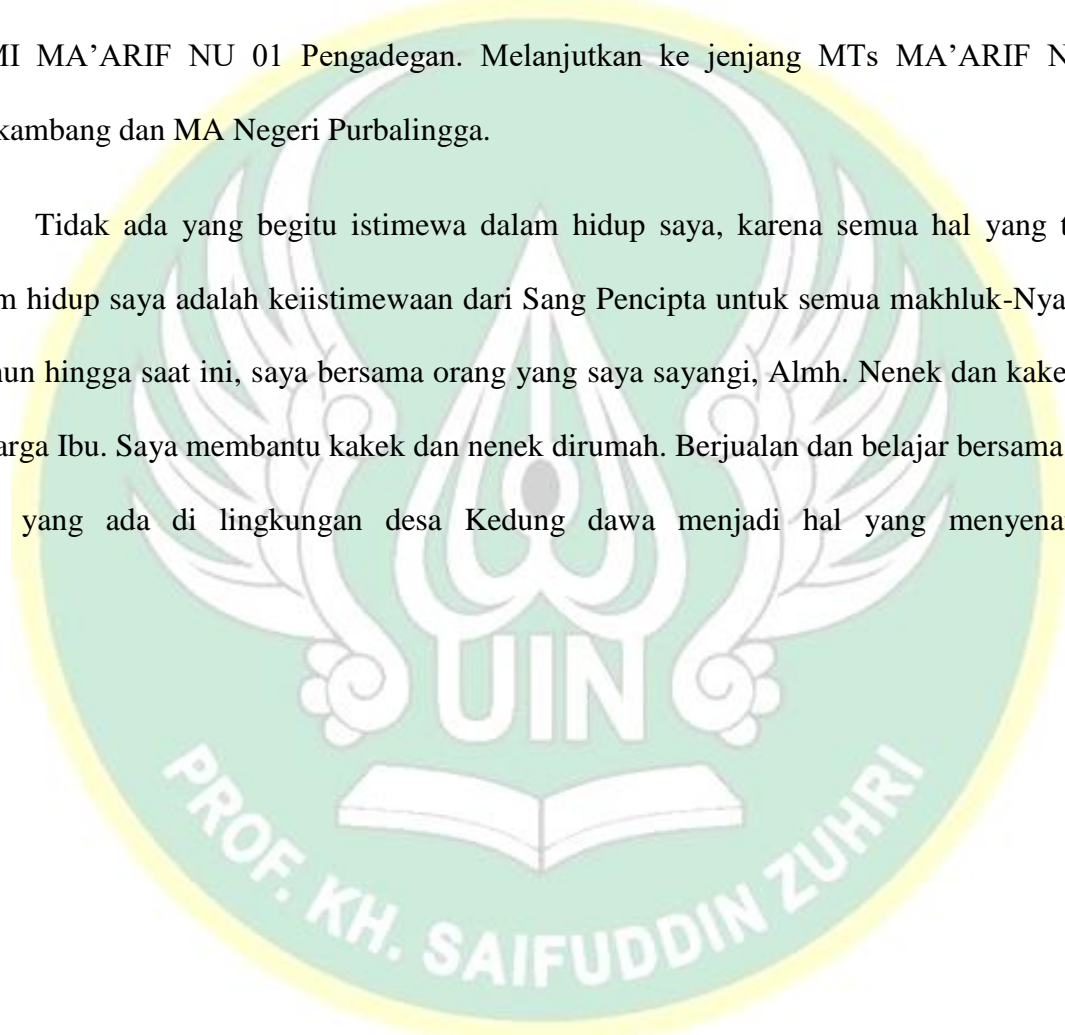 MI MA’ARIF NU 01 Pengadegan. Melanjutkan ke jenjang MTs MA’ARIF
kambang dan MA Negeri Purbalingga.
Tidak ada yang begitu istimewa dalam hidup saya, karena semua hal yang
hidup saya adalah keiistimewaan dari Sang Pencipta untuk semua makhluk-Nya
hingga saat ini, saya bersama orang yang saya sayangi, Almh. Nenek dan
Ibu. Saya membantu kakek dan nenek dirumah. Berjualan dan belajar bersama
yang ada di lingkungan desa Kedung dawa menjadi hal yang
UIN
PROF. KH. SAIFUDDIN ZUHRI